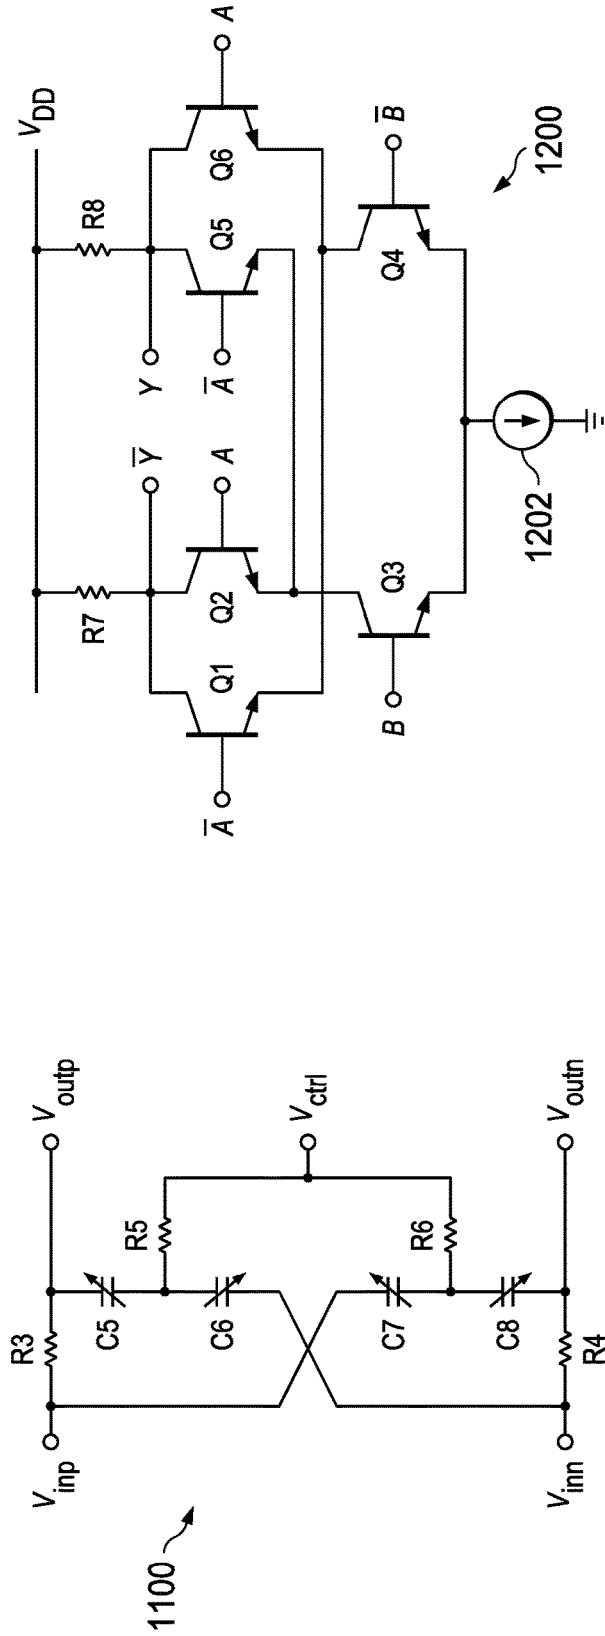 V_DD
R7
R8
Y̅
Y
A̅
Q1
Q2
A
A̅
Q5
Q6
A
B
Q3
Q4
B̅
1202
1200
1100
V_inp
R3
V_outp
C5
R5
C6
V_ctrl
C7
R6
C8
V_inn
R4
V_outn